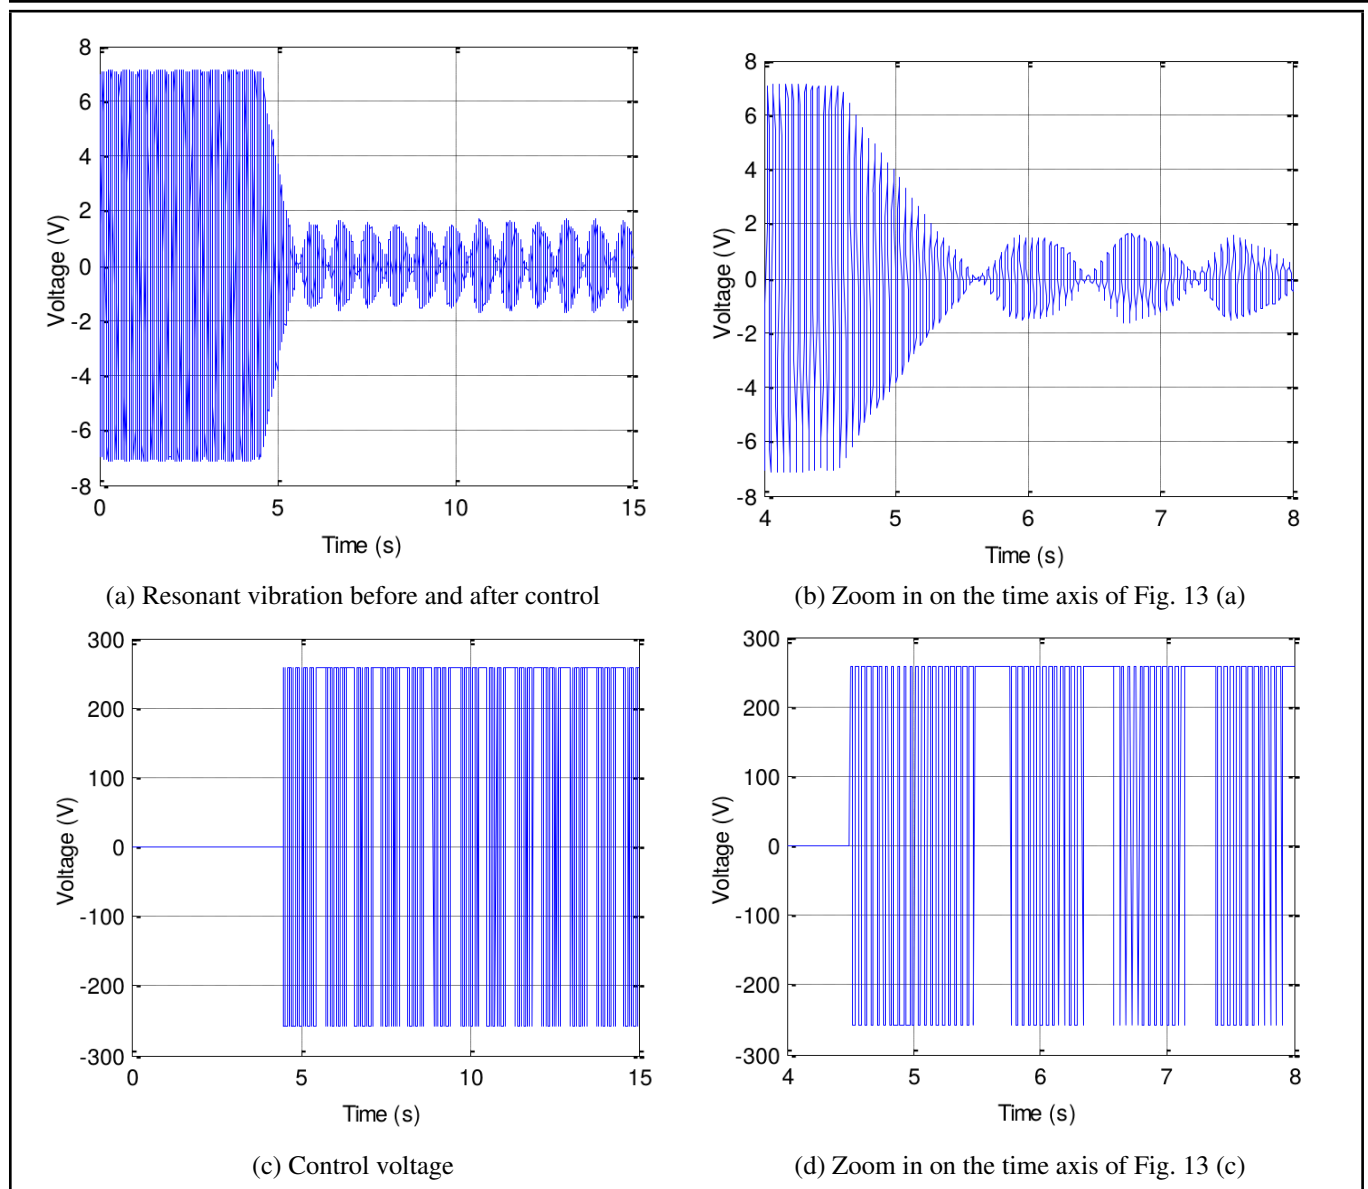 8
6
4
2
0
-2
-4
-6
-8
Voltage (V)
0 5 10 15
Time (s)
8
6
4
2
0
-2
-4
-6
-8
Voltage (V)
4 5 6 7 8
Time (s)
(a) Resonant vibration before and after control
(b) Zoom in on the time axis of Fig. 13 (a)
300
200
100
0
-100
-200
-300
Voltage (V)
0 5 10 15
Time (s)
300
200
100
0
-100
-200
-300
Voltage (V)
4 5 6 7 8
Time (s)
(c) Control voltage
(d) Zoom in on the time axis of Fig. 13 (c)